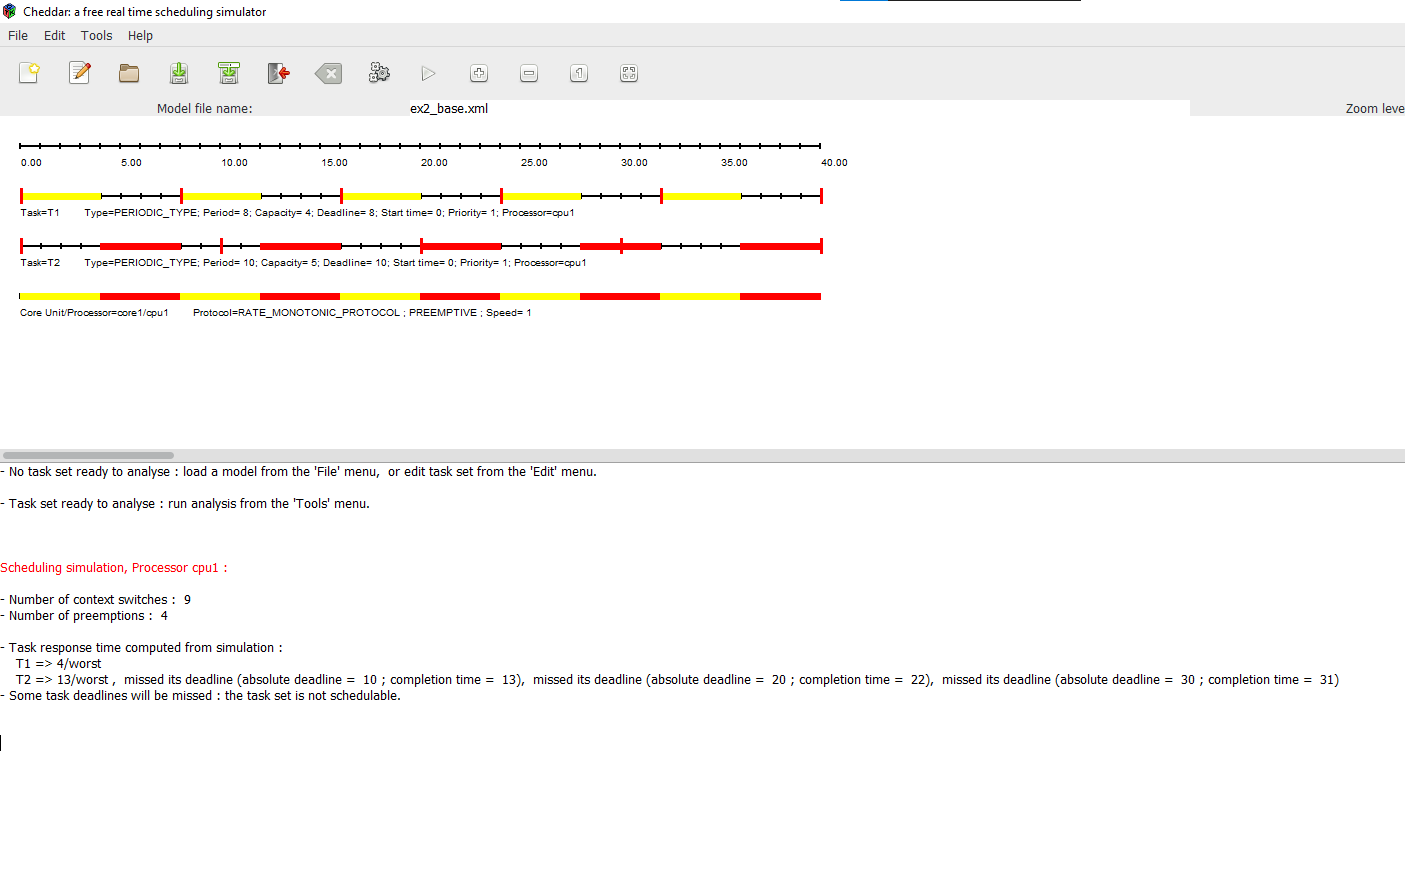 Cheddar: a free real time scheduling simulator
File Edit Tools Help
Model file name: ex2_base.xml Zoom leve
0.00 5.00 10.00 15.00 20.00 25.00 30.00 35.00 40.00
Task=T1 Type=PERIODIC_TYPE; Period= 8; Capacity= 4; Deadline= 8; Start time= 0; Priority= 1; Processor=cpu1
Task=T2 Type=PERIODIC_TYPE; Period= 10; Capacity= 5; Deadline= 10; Start time= 0; Priority= 1; Processor=cpu1
Core Unit/Processor=core1/cpu1 Protocol=RATE_MONOTONIC_PROTOCOL ; PREEMPTIVE ; Speed= 1
- No task set ready to analyse : load a model from the 'File' menu, or edit task set from the 'Edit' menu.
- Task set ready to analyse : run analysis from the 'Tools' menu.
Scheduling simulation, Processor cpu1 :
- Number of context switches : 9
- Number of preemptions : 4
- Task response time computed from simulation :
T1 => 4/worst
T2 => 13/worst , missed its deadline (absolute deadline = 10 ; completion time = 13), missed its deadline (absolute deadline = 20 ; completion time = 22), missed its deadline (absolute deadline = 30 ; completion time = 31)
- Some task deadlines will be missed : the task set is not schedulable.